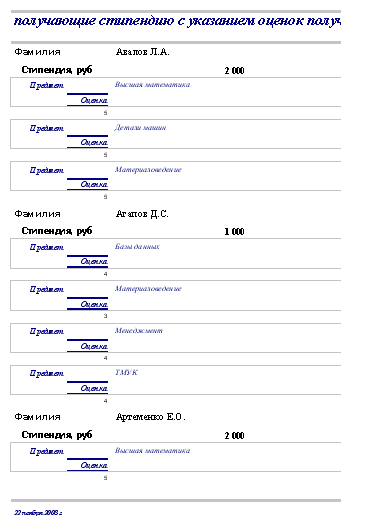 получающие стипендию с указанием оценок получ
Фамилия Авалов Л.А.
Стипендия, руб 2 000
Предмет Высшая математика
Оценка
5
Предмет Детали машин
Оценка
5
Предмет Материаловедение
Оценка
5
Фамилия Агапов Д.С.
Стипендия, руб 1 000
Предмет Базы данных
Оценка
4
Предмет Материаловедение
Оценка
3
Предмет Менеджмент
Оценка
4
Предмет ТМУК
Оценка
4
Фамилия Артеменко Е.О.
Стипендия, руб 2 000
Предмет Высшая математика
Оценка
5
22 ноября 2008 г.